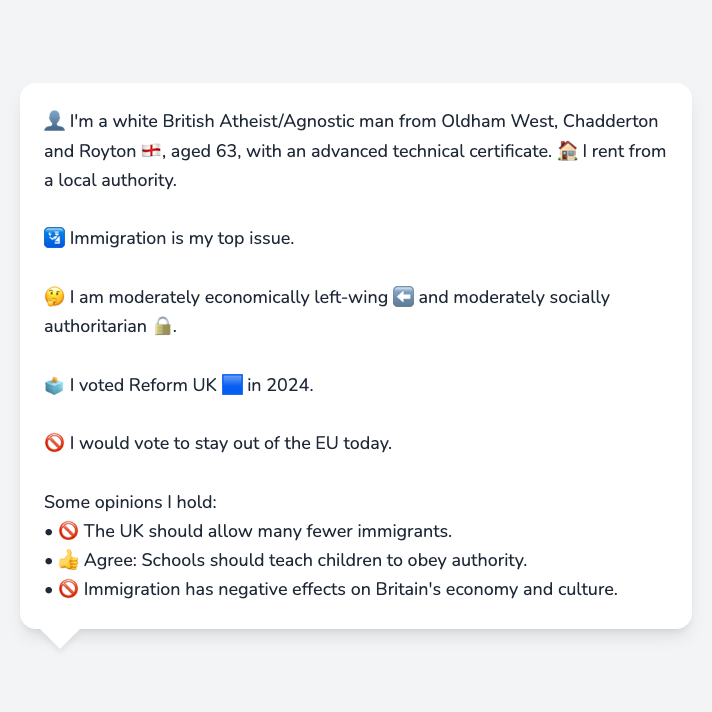 👤 I'm a white British Atheist/Agnostic man from Oldham West, Chadderton
and Royton 🏴󠁧󠁢󠁥󠁮󠁧󠁿, aged 63, with an advanced technical certificate. 🏠 I rent from
a local authority.
🛂 Immigration is my top issue.
🤔 I am moderately economically left-wing ⬅️ and moderately socially
authoritarian 🔒.
🗳️ I voted Reform UK 🟦 in 2024.
🚫 I would vote to stay out of the EU today.
Some opinions I hold:
• 🚫 The UK should allow many fewer immigrants.
• 👍 Agree: Schools should teach children to obey authority.
• 🚫 Immigration has negative effects on Britain's economy and culture.